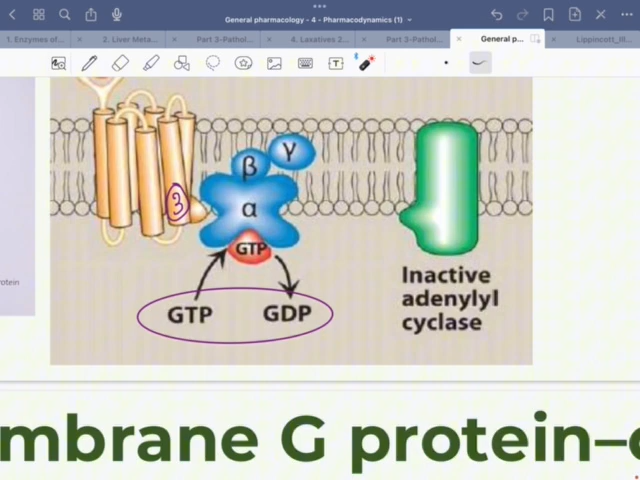 General pharmacology - 4 - Pharmacodynamics (1)
1. Enzymes of...
2. Liver Meta...
Part 3-Pathol...
4. Laxatives 2...
Part 3-Pathol...
General p...
Lippincott_Ill...
T
γ
β
3
α
GTP
GTP
GDP
Inactive
adenylyl
cyclase
rotein
mbrane G protein–c